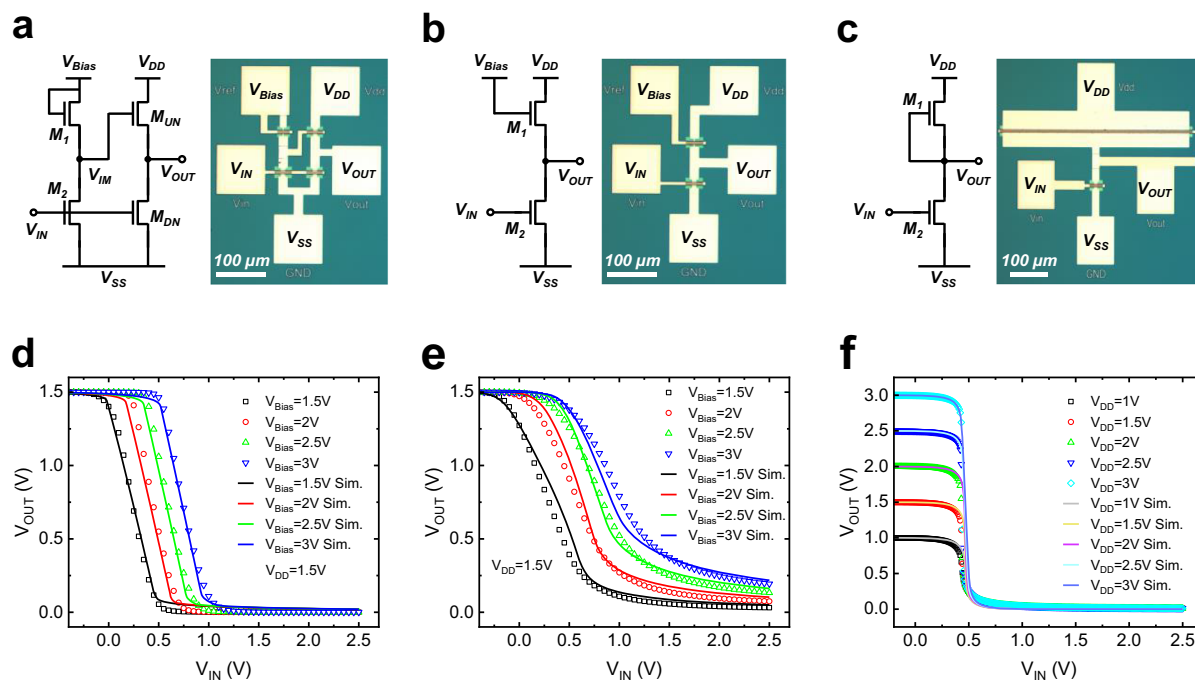 a
V_Bias
V_DD
M_1
M_UN
V_IM
V_OUT
M_2
M_DN
V_IN
V_SS
Vref
V_Bias
V_DD
Vdd
V_IN
V_OUT
Vin
Vout
V_SS
100 μm
GND
b
V_Bias
V_DD
M_1
V_OUT
V_IN
M_2
V_SS
Vref
V_Bias
V_DD
Vdd
V_IN
V_OUT
Vin
Vout
V_SS
100 μm
GND
c
V_DD
M_1
V_OUT
V_IN
M_2
V_SS
V_DD
Vdd
V_IN
V_OUT
Vin
Vout
V_SS
100 μm
GND
d
V_OUT (V)
1.5
1.0
0.5
0.0
V_Bias=1.5V
V_Bias=2V
V_Bias=2.5V
V_Bias=3V
V_Bias=1.5V Sim.
V_Bias=2V Sim.
V_Bias=2.5V Sim.
V_Bias=3V Sim.
V_DD=1.5V
0.0 0.5 1.0 1.5 2.0 2.5
V_IN (V)
e
V_OUT (V)
1.5
1.0
0.5
0.0
V_Bias=1.5V
V_Bias=2V
V_Bias=2.5V
V_Bias=3V
V_Bias=1.5V Sim.
V_Bias=2V Sim.
V_Bias=2.5V Sim.
V_Bias=3V Sim.
V_DD=1.5V
0.0 0.5 1.0 1.5 2.0 2.5
V_IN (V)
f
V_OUT (V)
3.0
2.5
2.0
1.5
1.0
0.5
0.0
V_DD=1V
V_DD=1.5V
V_DD=2V
V_DD=2.5V
V_DD=3V
V_DD=1V Sim.
V_DD=1.5V Sim.
V_DD=2V Sim.
V_DD=2.5V Sim.
V_DD=3V Sim.
0.0 0.5 1.0 1.5 2.0 2.5
V_IN (V)